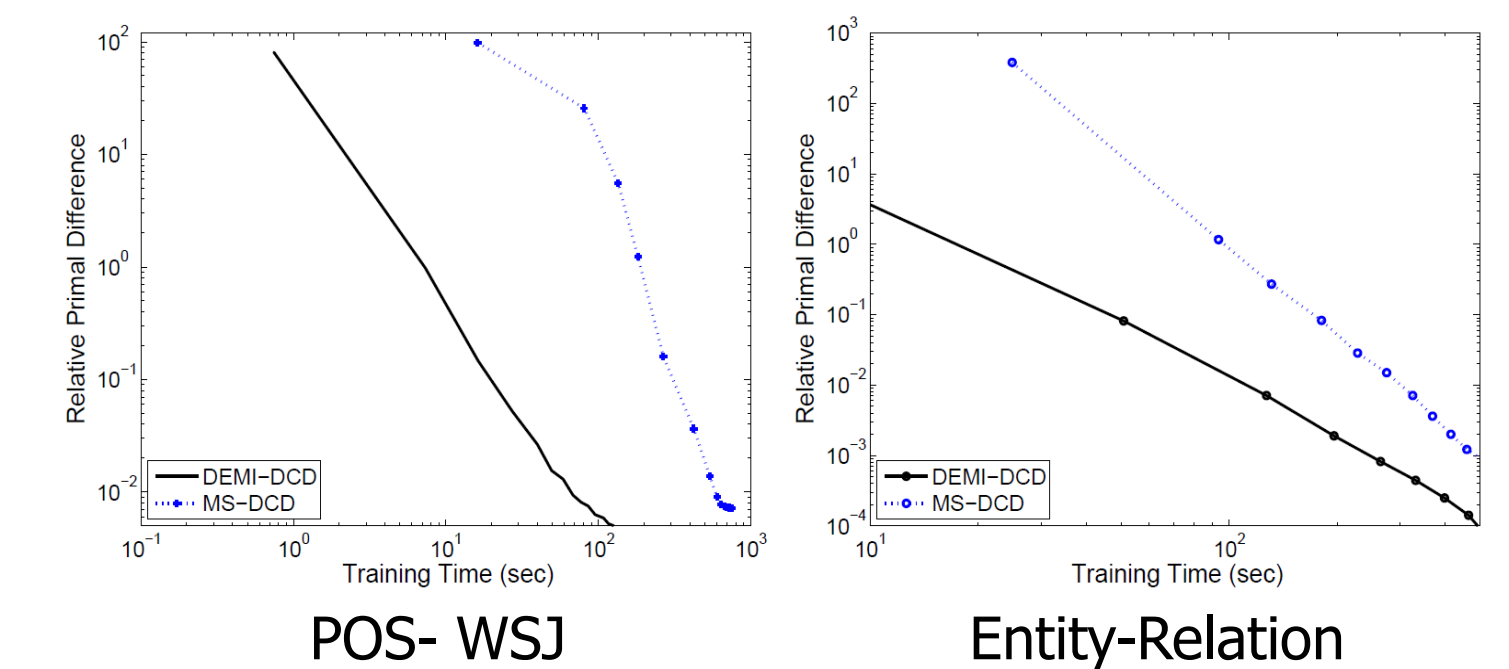 10^2
10^1
10^0
10^-1
10^-2
Relative Primal Difference
DEMI-DCD
MS-DCD
10^-1
10^0
10^1
10^2
10^3
Training Time (sec)
POS- WSJ
10^3
10^2
10^1
10^0
10^-1
10^-2
10^-3
10^-4
Relative Primal Difference
DEMI-DCD
MS-DCD
10^1
10^2
Training Time (sec)
Entity-Relation